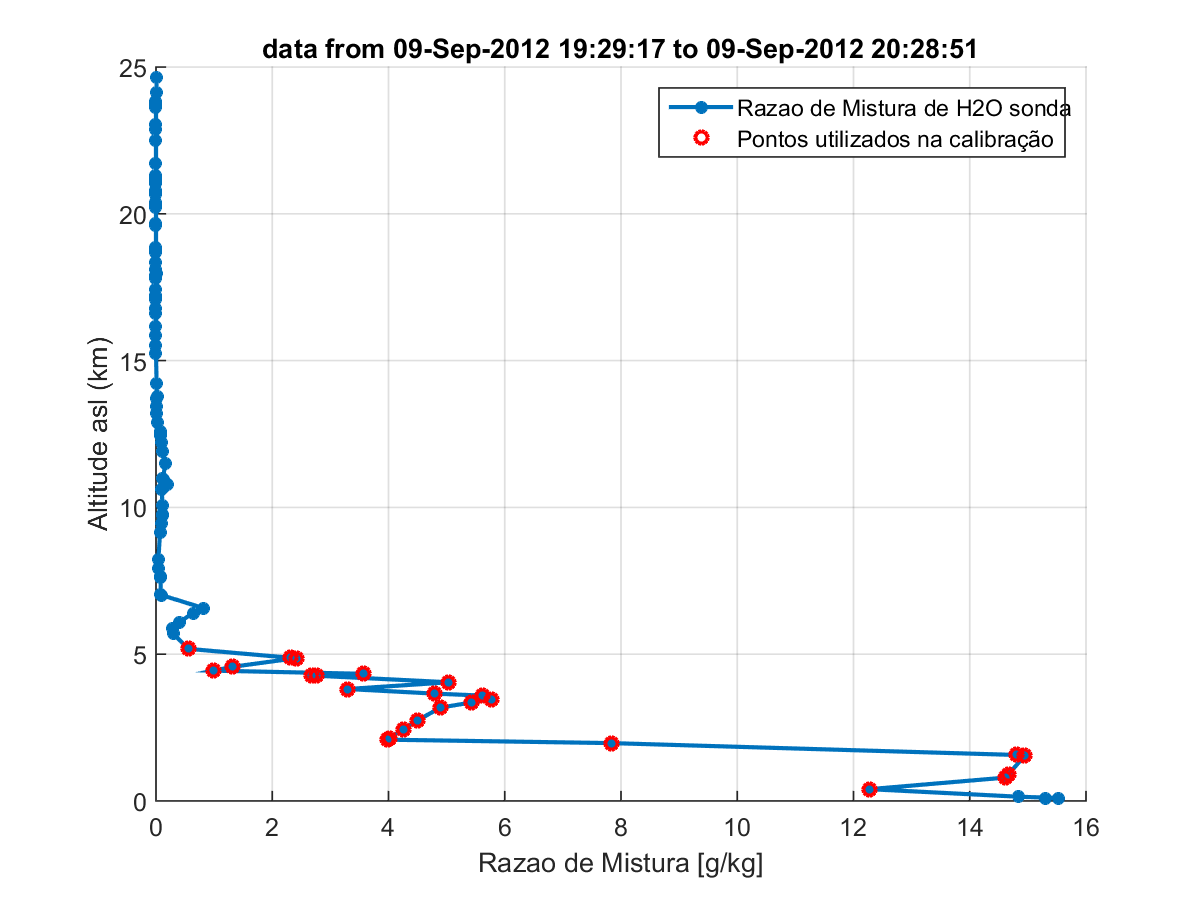 data from 09-Sep-2012 19:29:17 to 09-Sep-2012 20:28:51
Razao de Mistura de H2O sonda
Pontos utilizados na calibração
25
20
15
10
5
0
Altitude asl (km)
0 2 4 6 8 10 12 14 16
Razao de Mistura [g/kg]